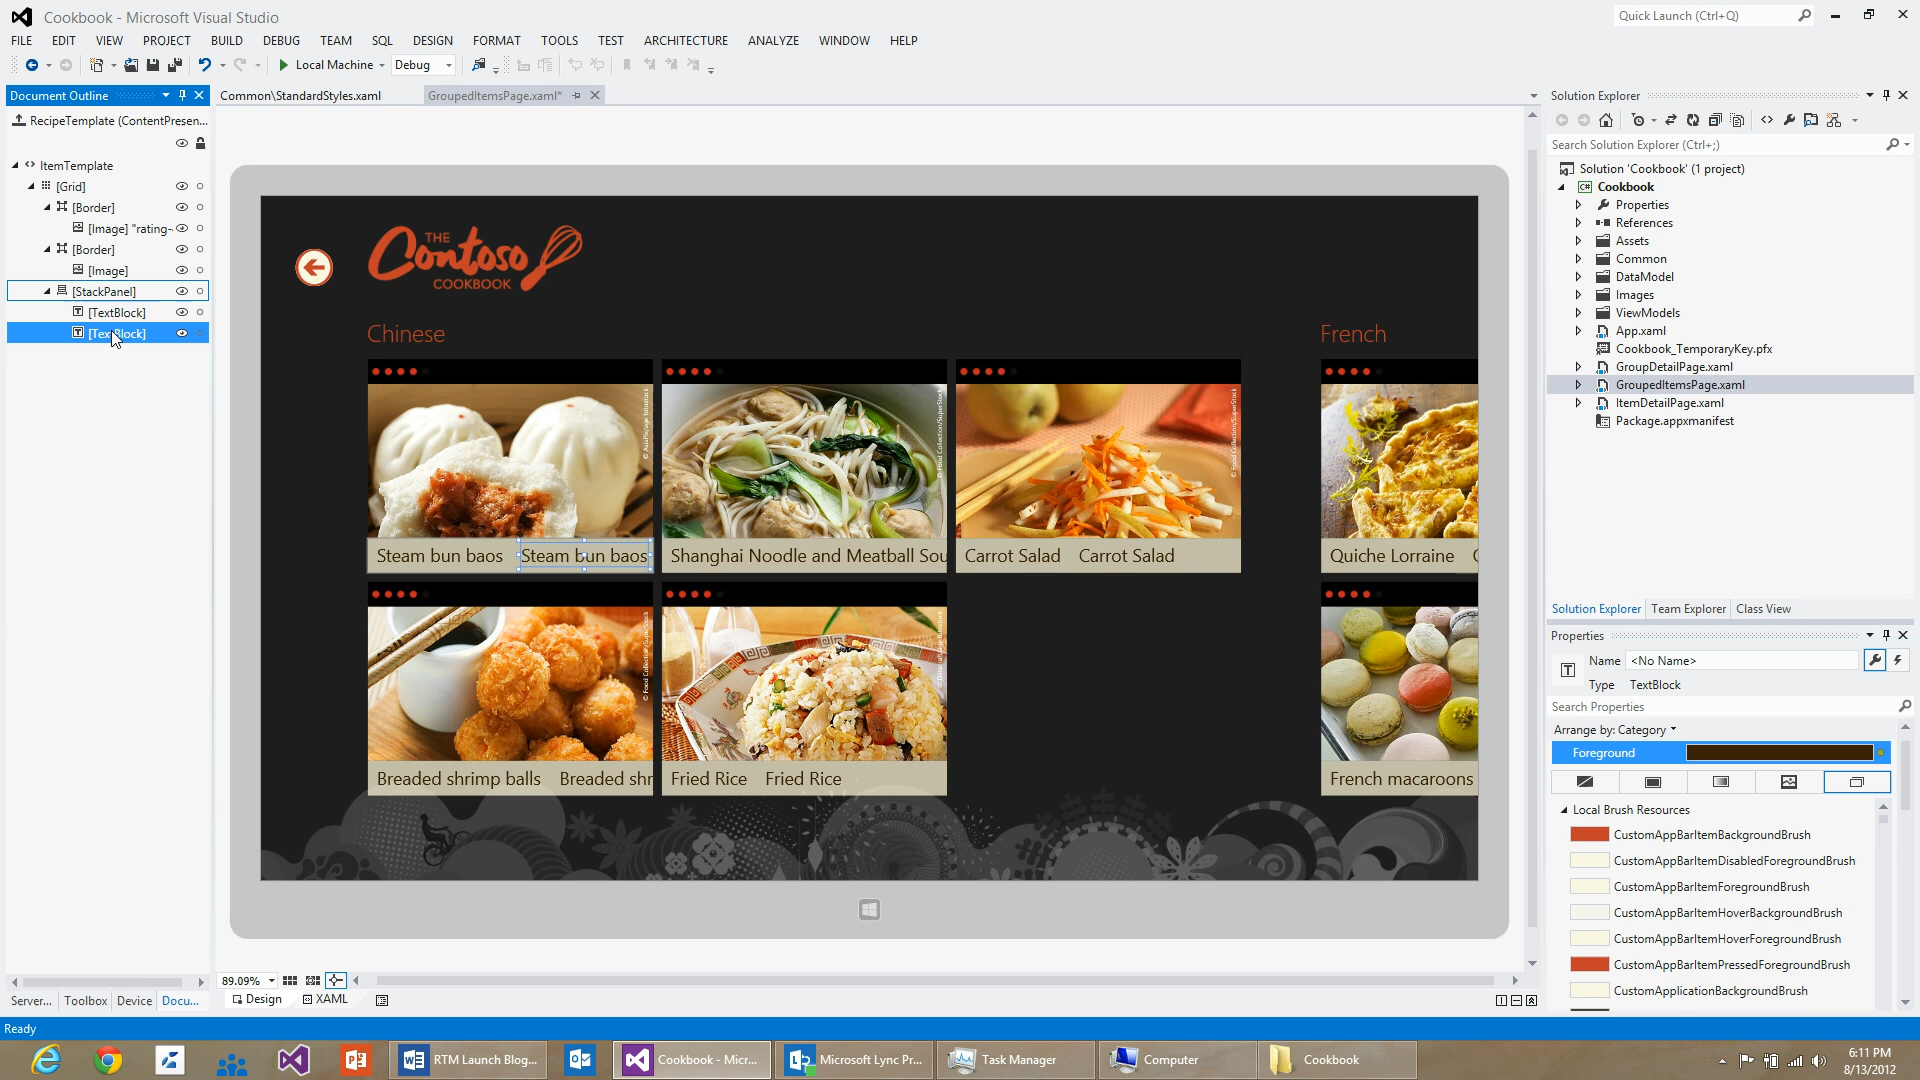 Cookbook - Microsoft Visual Studio
Quick Launch (Ctrl+Q)
FILE EDIT VIEW PROJECT BUILD DEBUG TEAM SQL DESIGN FORMAT TOOLS TEST ARCHITECTURE ANALYZE WINDOW HELP
Local Machine Debug
Document Outline
Common\StandardStyles.xaml GroupedItemsPage.xaml*
RecipeTemplate (ContentPresen...
ItemTemplate
[Grid]
[Border]
[Image] "rating-
[Border]
[Image]
[StackPanel]
[TextBlock]
[TextBlock]
THE
Contoso
COOKBOOK
Chinese
French
Steam bun baos Steam bun baos
Shanghai Noodle and Meatball Sou
Carrot Salad Carrot Salad
Quiche Lorraine
Breaded shrimp balls Breaded shr
Fried Rice Fried Rice
French macaroons
89.09%
Design XAML
Server... Toolbox Device Docu...
Solution Explorer
Search Solution Explorer (Ctrl+;)
Solution 'Cookbook' (1 project)
C# Cookbook
Properties
References
Assets
Common
DataModel
Images
ViewModels
App.xaml
Cookbook_TemporaryKey.pfx
GroupDetailPage.xaml
GroupedItemsPage.xaml
ItemDetailPage.xaml
Package.appxmanifest
Solution Explorer Team Explorer Class View
Properties
Name <No Name>
Type TextBlock
Search Properties
Arrange by: Category
Foreground
Local Brush Resources
CustomAppBarItemBackgroundBrush
CustomAppBarItemDisabledForegroundBrush
CustomAppBarItemForegroundBrush
CustomAppBarItemHoverBackgroundBrush
CustomAppBarItemHoverForegroundBrush
CustomAppBarItemPressedForegroundBrush
CustomApplicationBackgroundBrush
Ready
RTM Launch Blog... Cookbook - Micr... Microsoft Lync Pr... Task Manager Computer Cookbook
6:11 PM
8/13/2012